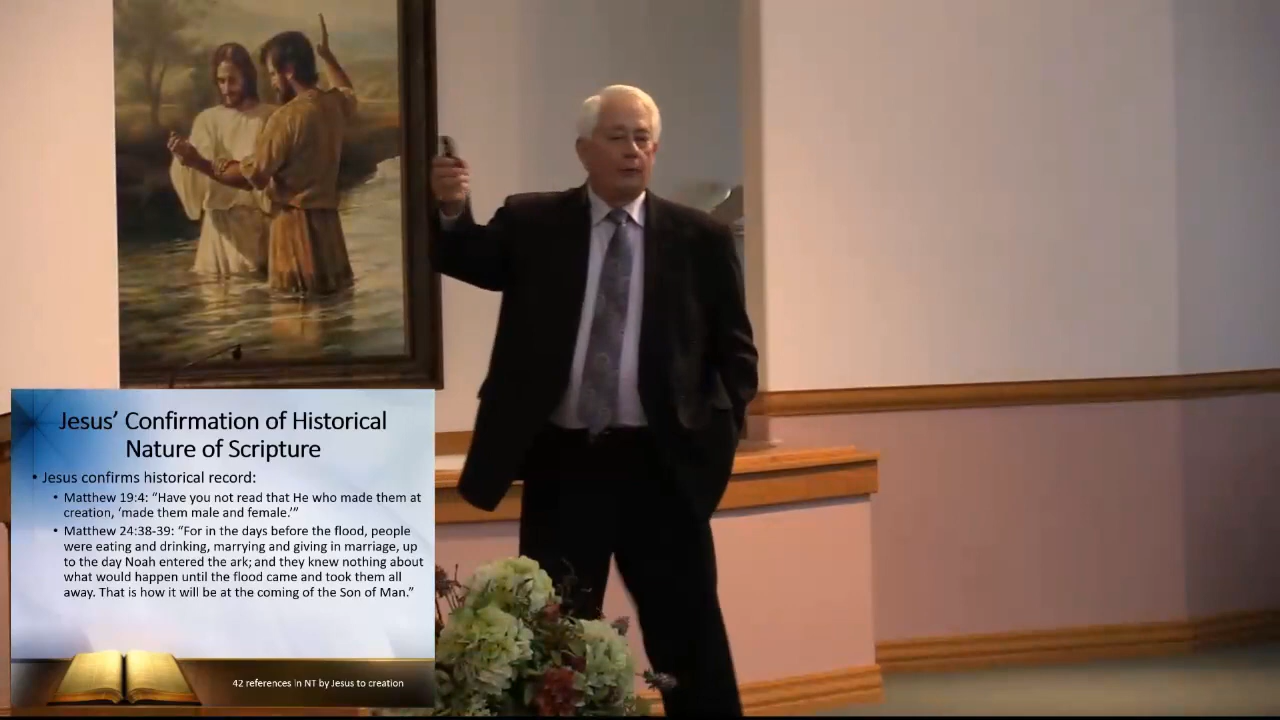 Jesus’ Confirmation of Historical
Nature of Scripture
• Jesus confirms historical record:
• Matthew 19:4: “Have you not read that He who made them at
creation, ‘made them male and female.’”
• Matthew 24:38-39: “For in the days before the flood, people
were eating and drinking, marrying and giving in marriage, up
to the day Noah entered the ark; and they knew nothing about
what would happen until the flood came and took them all
away. That is how it will be at the coming of the Son of Man.”
42 references in NT by Jesus to creation